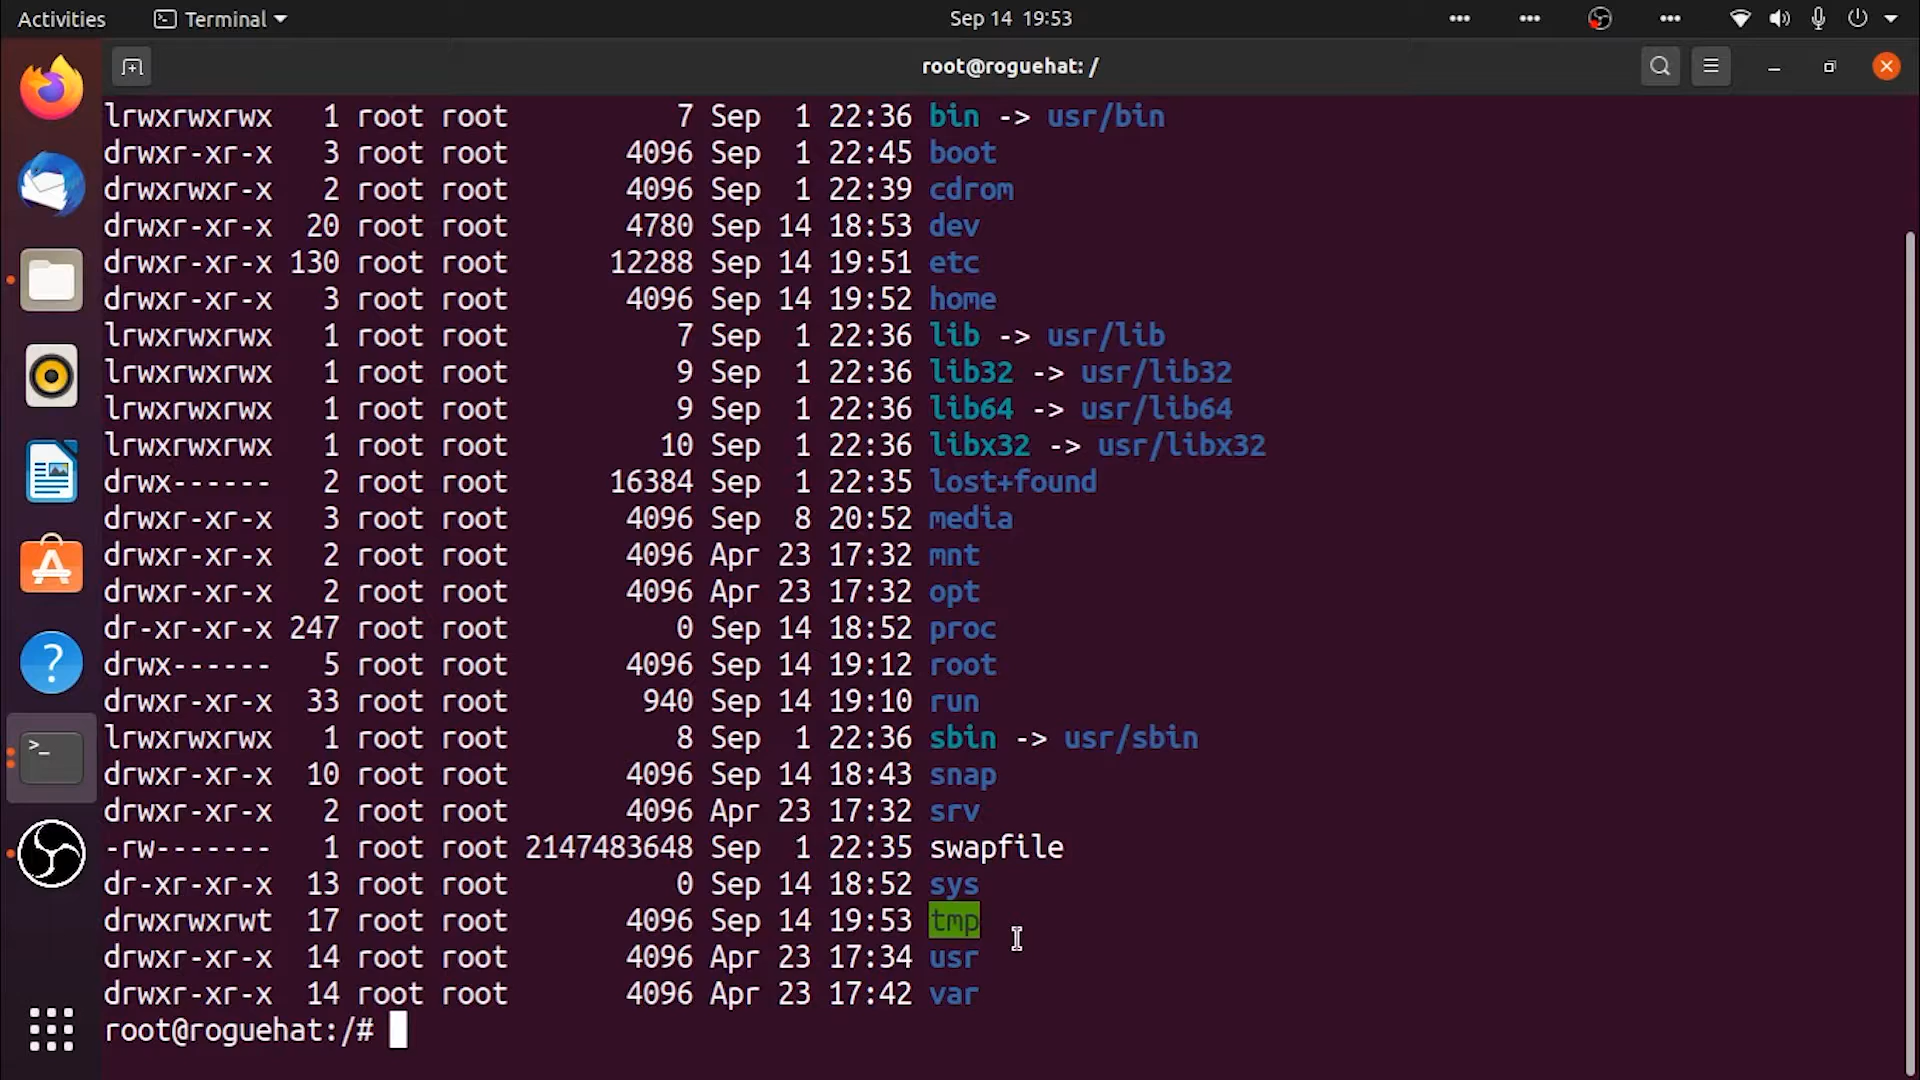 Activities Terminal Sep 14 19:53
root@roguehat: /
lrwxrwxrwx 1 root root 7 Sep 1 22:36 bin -> usr/bin
drwxr-xr-x 3 root root 4096 Sep 1 22:45 boot
drwxrwxr-x 2 root root 4096 Sep 1 22:39 cdrom
drwxr-xr-x 20 root root 4780 Sep 14 18:53 dev
drwxr-xr-x 130 root root 12288 Sep 14 19:51 etc
drwxr-xr-x 3 root root 4096 Sep 14 19:52 home
lrwxrwxrwx 1 root root 7 Sep 1 22:36 lib -> usr/lib
lrwxrwxrwx 1 root root 9 Sep 1 22:36 lib32 -> usr/lib32
lrwxrwxrwx 1 root root 9 Sep 1 22:36 lib64 -> usr/lib64
lrwxrwxrwx 1 root root 10 Sep 1 22:36 libx32 -> usr/libx32
drwx------ 2 root root 16384 Sep 1 22:35 lost+found
drwxr-xr-x 3 root root 4096 Sep 8 20:52 media
drwxr-xr-x 2 root root 4096 Apr 23 17:32 mnt
drwxr-xr-x 2 root root 4096 Apr 23 17:32 opt
dr-xr-xr-x 247 root root 0 Sep 14 18:52 proc
drwx------ 5 root root 4096 Sep 14 19:12 root
drwxr-xr-x 33 root root 940 Sep 14 19:10 run
lrwxrwxrwx 1 root root 8 Sep 1 22:36 sbin -> usr/sbin
drwxr-xr-x 10 root root 4096 Sep 14 18:43 snap
drwxr-xr-x 2 root root 4096 Apr 23 17:32 srv
-rw------- 1 root root 2147483648 Sep 1 22:35 swapfile
dr-xr-xr-x 13 root root 0 Sep 14 18:52 sys
drwxrwxrwt 17 root root 4096 Sep 14 19:53 tmp
drwxr-xr-x 14 root root 4096 Apr 23 17:34 usr
drwxr-xr-x 14 root root 4096 Apr 23 17:42 var
root@roguehat:/#